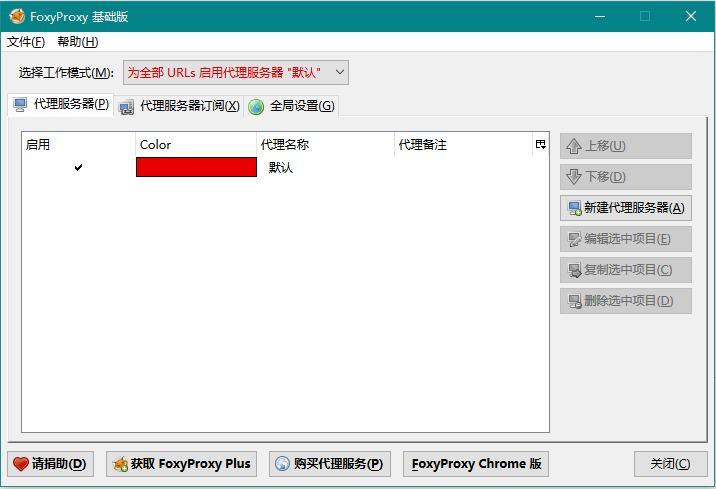 FoxyProxy 基础版
文件(F) 帮助(H)
选择工作模式(M): 为全部 URLs 启用代理服务器 "默认"
代理服务器(P) 代理服务器订阅(X) 全局设置(G)
启用 Color 代理名称 代理备注
默认
上移(U)
下移(D)
新建代理服务器(A)
编辑选中项目(E)
复制选中项目(C)
删除选中项目(D)
请捐助(D) 获取 FoxyProxy Plus 购买代理服务(P) FoxyProxy Chrome 版 关闭(C)